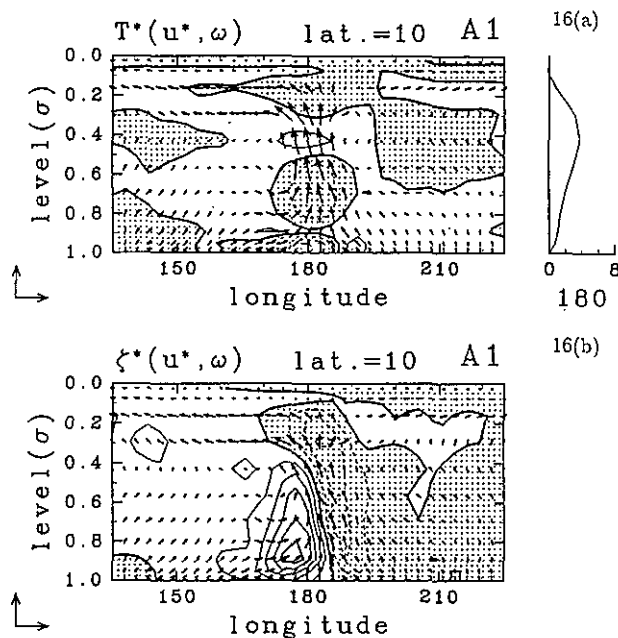 T*(u*,ω) lat.=10 A1 16(a)
0.0
0.2
0.4
0.6
0.8
1.0
level(σ)
150 180 210
longitude
0 8
180
ζ*(u*,ω) lat.=10 A1 16(b)
0.0
0.2
0.4
0.6
0.8
1.0
level(σ)
150 180 210
longitude